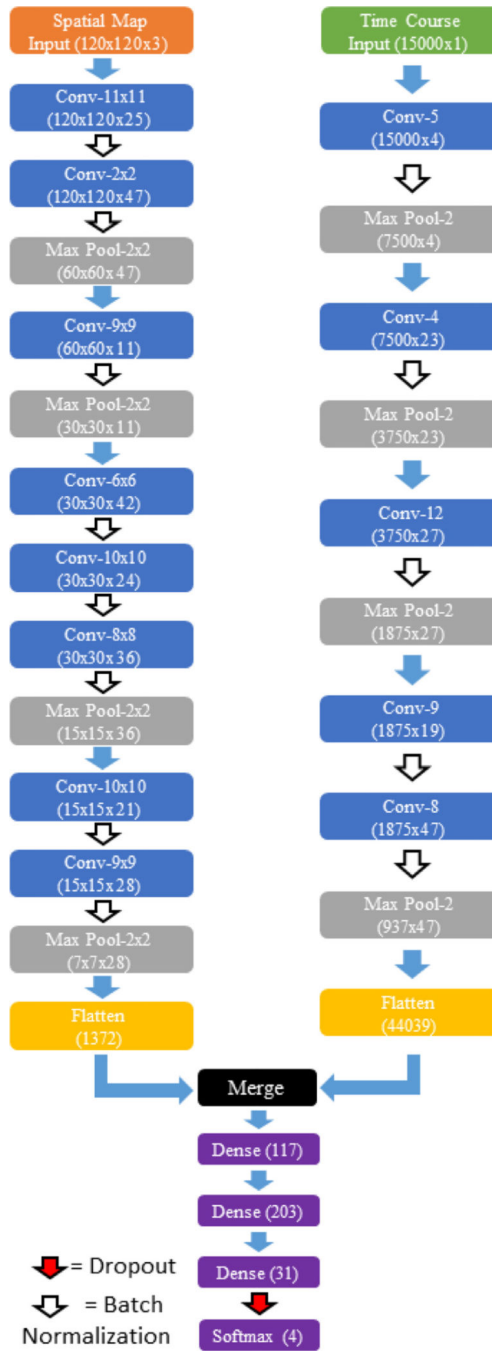 Spatial Map
Input (120x120x3)
Conv-11x11
(120x120x25)
Conv-2x2
(120x120x47)
Max Pool-2x2
(60x60x47)
Conv-9x9
(60x60x11)
Max Pool-2x2
(30x30x11)
Conv-6x6
(30x30x42)
Conv-10x10
(30x30x24)
Conv-8x8
(30x30x36)
Max Pool-2x2
(15x15x36)
Conv-10x10
(15x15x21)
Conv-9x9
(15x15x28)
Max Pool-2x2
(7x7x28)
Flatten
(1372)
Time Course
Input (15000x1)
Conv-5
(15000x4)
Max Pool-2
(7500x4)
Conv-4
(7500x23)
Max Pool-2
(3750x23)
Conv-12
(3750x27)
Max Pool-2
(1875x27)
Conv-9
(1875x19)
Conv-8
(1875x47)
Max Pool-2
(937x47)
Flatten
(44039)
Merge
Dense (117)
Dense (203)
Dense (31)
Softmax (4)
= Dropout
= Batch
Normalization